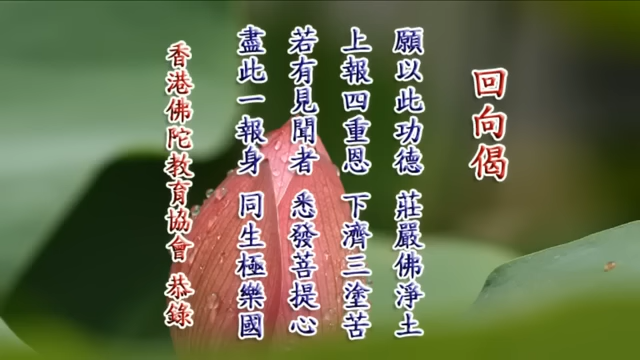 回向偈
願以此功德 莊嚴佛淨土
上報四重恩 下濟三塗苦
若有見聞者 悉發菩提心
盡此一報身 同生極樂國
香港佛陀教育協會 恭錄